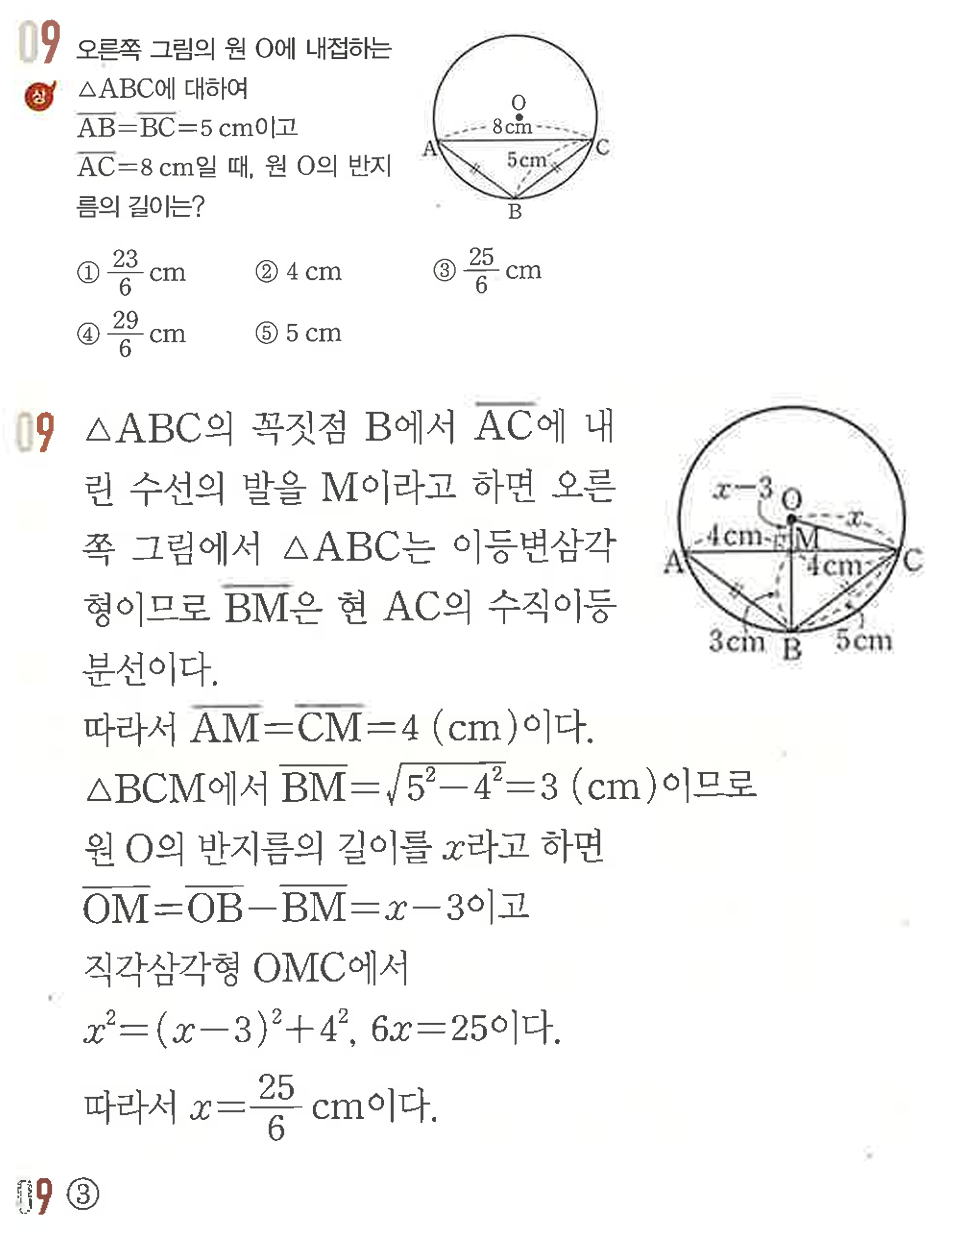 09 오른쪽 그림의 원 O에 내접하는
상 △ABC에 대하여
AB=BC=5 cm이고
AC=8 cm일 때, 원 O의 반지
름의 길이는?
O
8cm
A
5cm
C
B
① 23/6 cm ② 4 cm ③ 25/6 cm
④ 29/6 cm ⑤ 5 cm
09 △ABC의 꼭짓점 B에서 AC에 내
린 수선의 발을 M이라고 하면 오른
쪽 그림에서 △ABC는 이등변삼각
형이므로 BM은 현 AC의 수직이등
분선이다.
x-3 O
x
4cm M
A 4cm C
3cm B 5cm
따라서 AM=CM=4 (cm)이다.
△BCM에서 BM=√(5²-4²)=3 (cm)이므로
원 O의 반지름의 길이를 x라고 하면
OM=OB-BM=x-3이고
직각삼각형 OMC에서
x²=(x-3)²+4², 6x=25이다.
따라서 x=25/6 cm이다.
09 ③